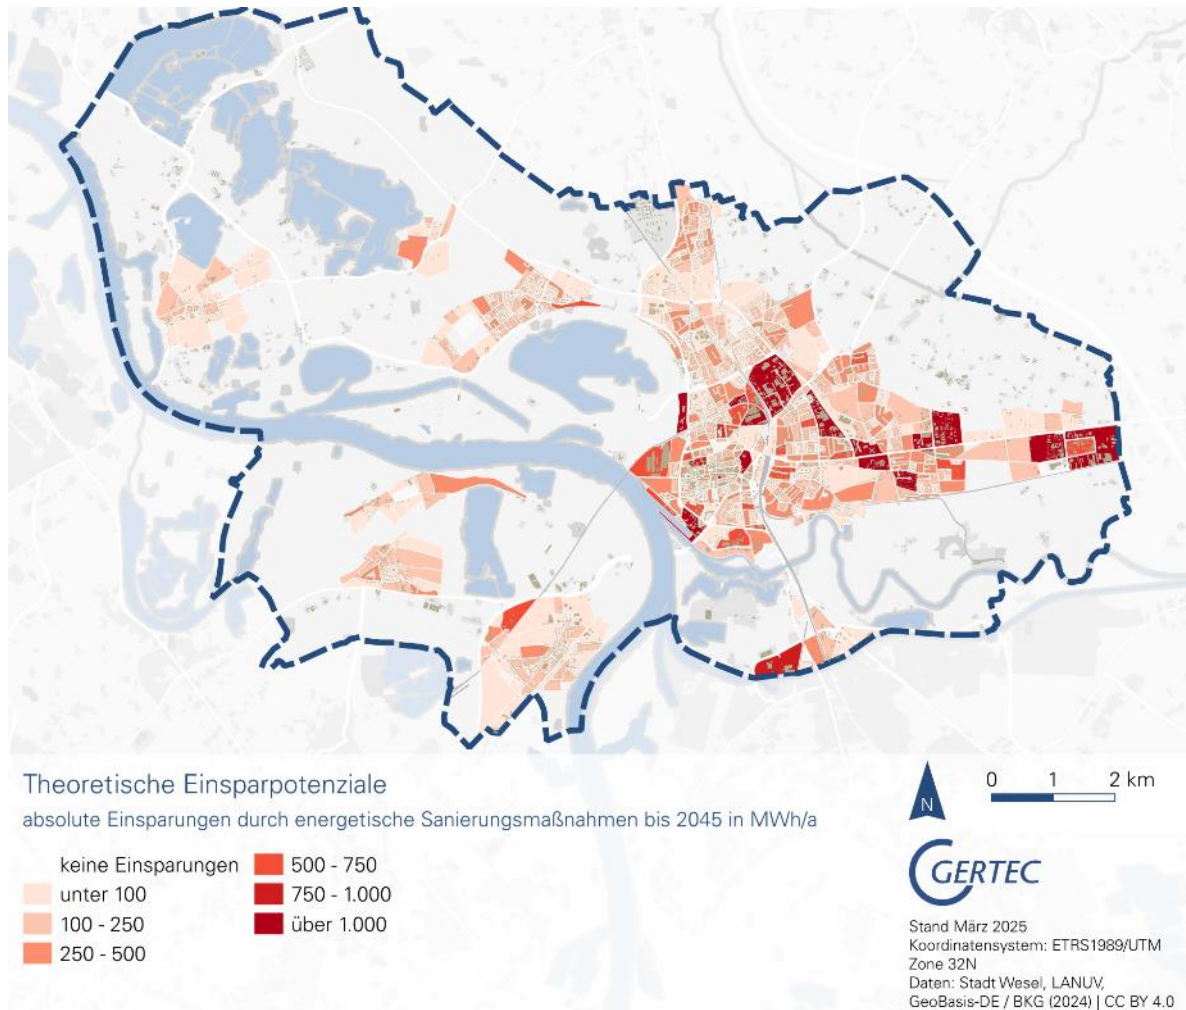 Theoretische Einsparpotenziale
absolute Einsparungen durch energetische Sanierungsmaßnahmen bis 2045 in MWh/a
keine Einsparungen
unter 100
100 - 250
250 - 500
500 - 750
750 - 1.000
über 1.000
N
0 1 2 km
GERTEC
Stand März 2025
Koordinatensystem: ETRS1989/UTM
Zone 32N
Daten: Stadt Wesel, LANUV,
GeoBasis-DE / BKG (2024) | CC BY 4.0